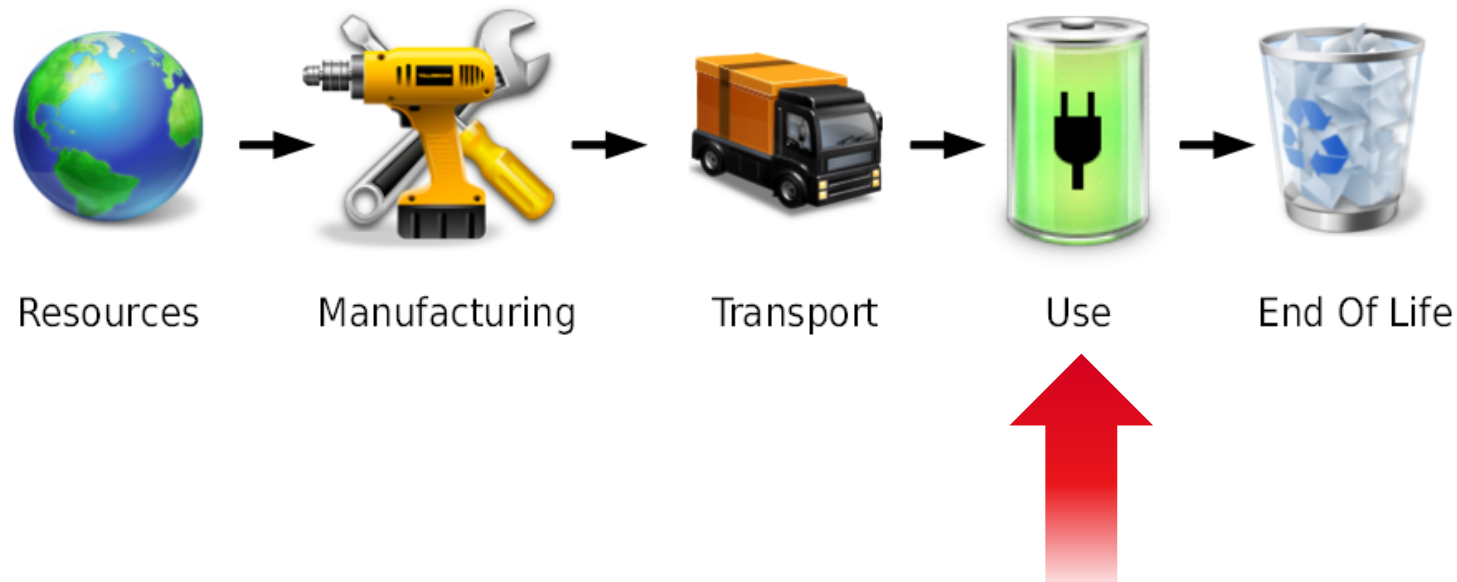 Resources
Manufacturing
Transport
Use
End Of Life